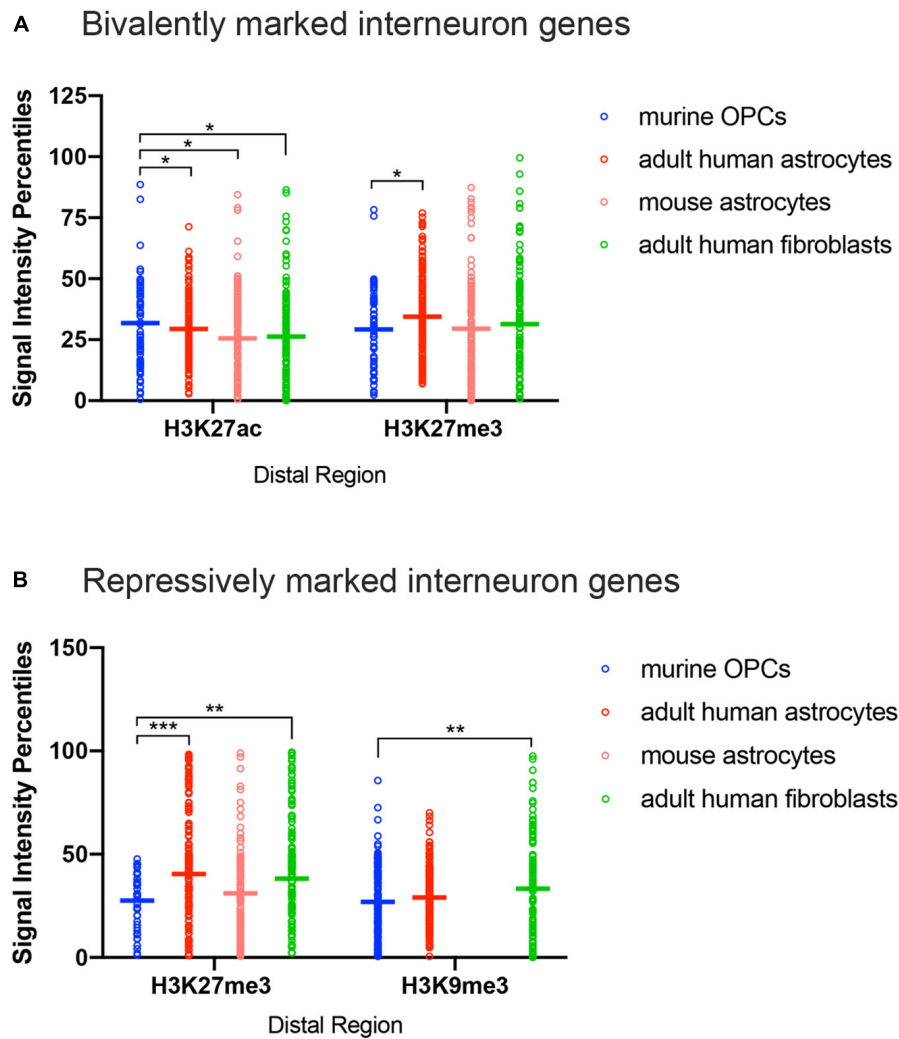 A Bivalently marked interneuron genes
Signal Intensity Percentiles
125
100
75
50
25
0
*
*
*
*
H3K27ac H3K27me3
Distal Region
murine OPCs
adult human astrocytes
mouse astrocytes
adult human fibroblasts
B Repressively marked interneuron genes
Signal Intensity Percentiles
150
100
50
0
**
***
**
H3K27me3 H3K9me3
Distal Region
murine OPCs
adult human astrocytes
mouse astrocytes
adult human fibroblasts